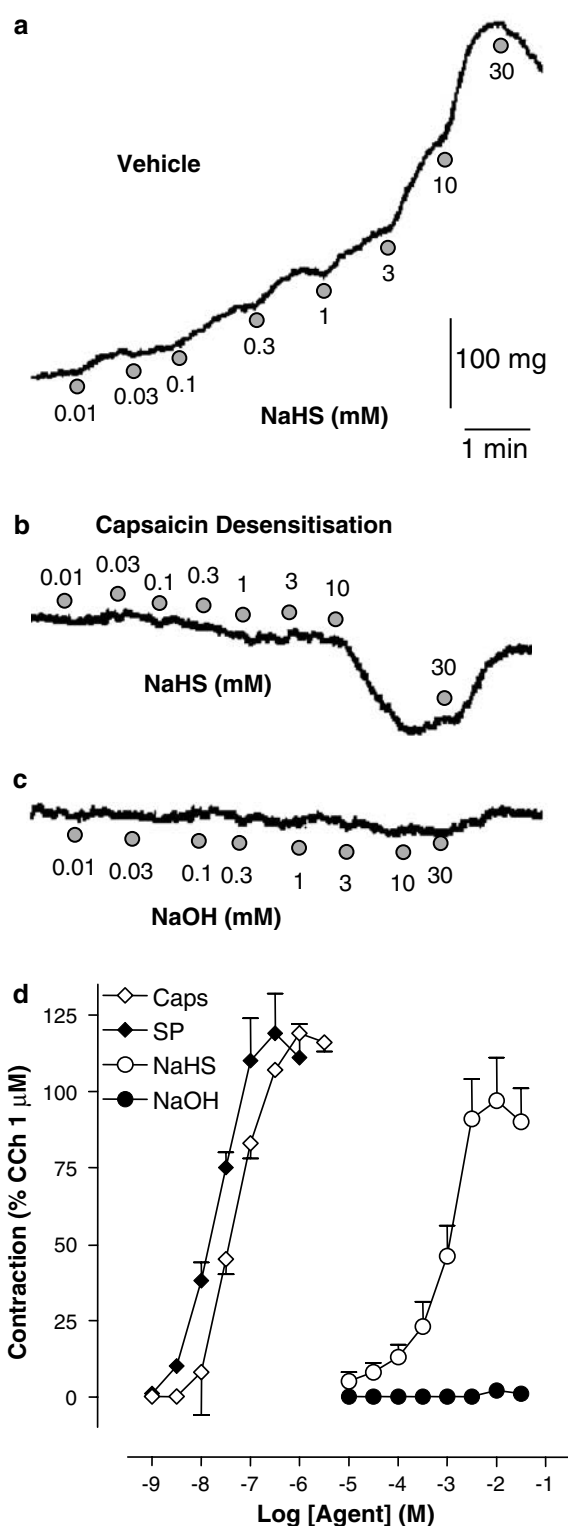 a
Vehicle
30
10
3
1
0.3
0.1
0.03
0.01
NaHS (mM)
100 mg
1 min
b Capsaicin Desensitisation
0.01 0.03 0.1 0.3 1 3 10
30
NaHS (mM)
c
0.01 0.03 0.1 0.3 1 3 10 30
NaOH (mM)
d
Caps
SP
NaHS
NaOH
Contraction (% CCh 1 μM)
125
100
75
50
25
0
-9 -8 -7 -6 -5 -4 -3 -2 -1
Log [Agent] (M)